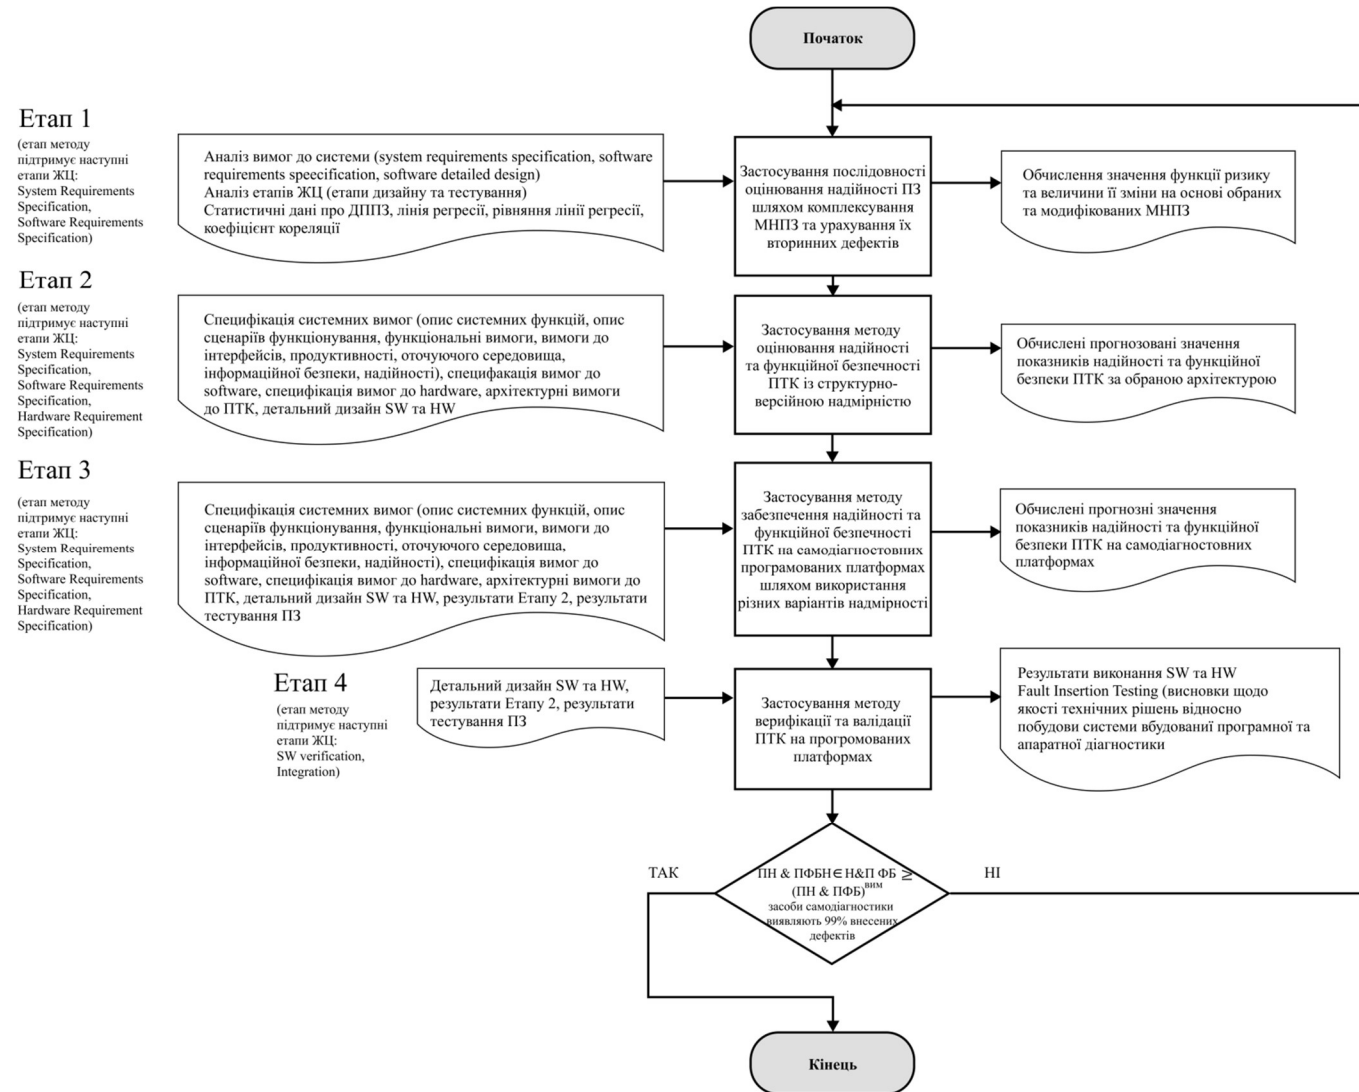 Початок
Етап 1
(етап методу
підтримує наступні
етапи ЖЦ:
System Requirements
Specification,
Software Requirements
Specification)
Аналіз вимог до системи (system requirements specification, software
requirements speecification, software detailed design)
Аналіз етапів ЖЦ (етапи дизайну та тестування)
Статистичні дані про ДППЗ, лінія регресії, рівняння лінії регресії,
коефіцієнт кореляції
Застосування послідовності
оцінювання надійності ПЗ
шляхом комплексування
МНПЗ та урахування їх
вторинних дефектів
Обчислення значення функції ризику
та величини її зміни на основі обраних
та модифікованих МНПЗ
Етап 2
(етап методу
підтримує наступні
етапи ЖЦ:
System Requirements
Specification,
Software Requirements
Specification,
Hardware Requirement
Specification)
Специфікація системних вимог (опис системних функцій, опис
сценаріїв функціонування, функціональні вимоги, вимоги до
інтерфейсів, продуктивності, оточуючого середовища,
інформаційної безпеки, надійності), специфакація вимог до
software, специфікація вимог до hardware, архітектурні вимоги
до ПТК, детальний дизайн SW та HW
Застосування методу
оцінювання надійності
та функційної безпечності
ПТК із структурно-
версійною надмірністю
Обчислені прогнозовані значення
показників надійності та функційної
безпеки ПТК за обраною архітектурою
Етап 3
(етап методу
підтримує наступні
етапи ЖЦ:
System Requirements
Specification,
Software Requirements
Specification,
Hardware Requirement
Specification)
Специфікація системних вимог (опис системних функцій, опис
сценаріїв функціонування, функціональні вимоги, вимоги до
інтерфейсів, продуктивності, оточуючого середовища,
інформаційної безпеки, надійності), специфікація вимог до
software, специфікація вимог до hardware, архітектурні вимоги до
ПТК, детальний дизайн SW та HW, результати Етапу 2, результати
тестування ПЗ
Застосування методу
забезпечення надійності та
функційної безпечності
ПТК на самодіагностовних
програмованих платформах
шляхом використання
різних варіантів надмірності
Обчислені прогнозні значення
показників надійності та функційної
безпеки ПТК на самодіагностовних
платформах
Етап 4
(етап методу
підтримує наступні
етапи ЖЦ:
SW verification,
Integration)
Детальний дизайн SW та HW,
результати Етапу 2, результати
тестування ПЗ
Застосування методу
верифікації та валідації
ПТК на прогромованих
платформах
Результати виконання SW та HW
Fault Insertion Testing (висновки щодо
якості технічних рішень відносно
побудови системи вбудованої програмної та
апаратної діагностики
ТАК
ПН & ПФБН ∈ Н&П ФБ ≥
(ПН & ПФБ)вим
засоби самодіагностики
виявляють 99% внесених
дефектів
НІ
Кінець